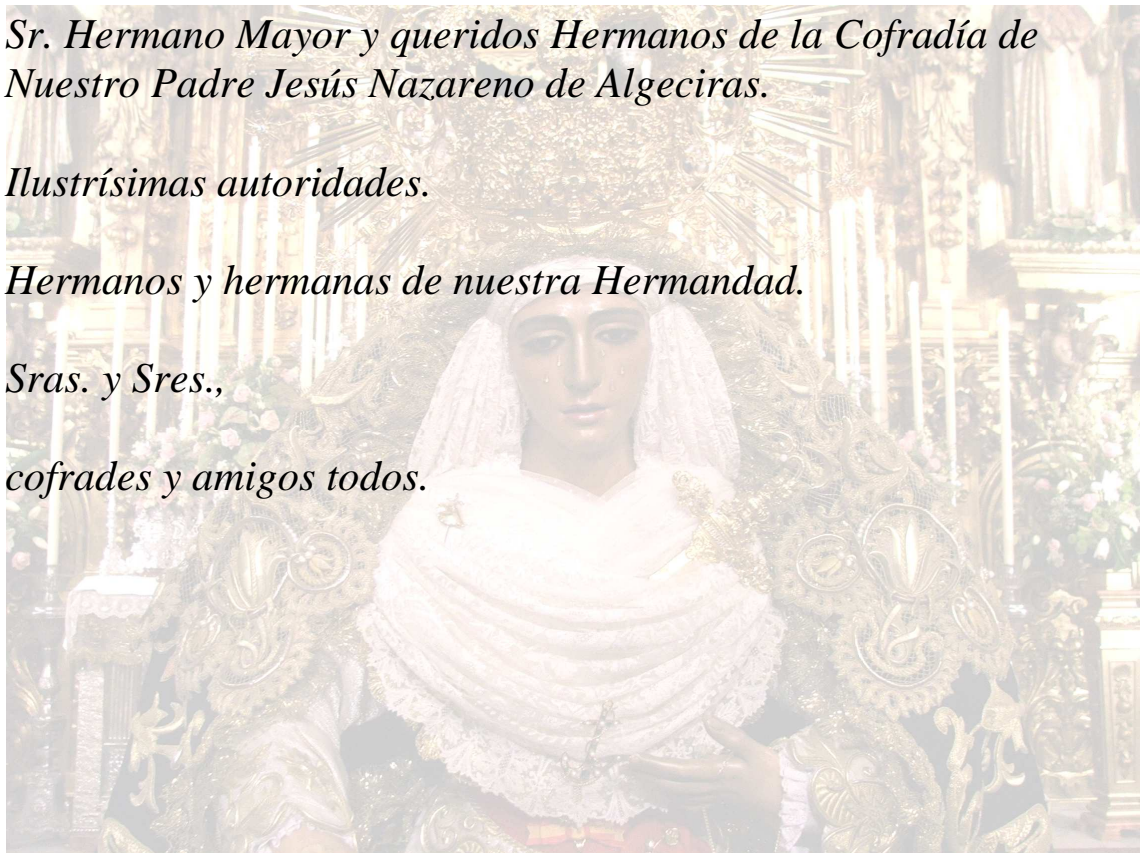 Sr. Hermano Mayor y queridos Hermanos de la Cofradía de
Nuestro Padre Jesús Nazareno de Algeciras.
Ilustrísimas autoridades.
Hermanos y hermanas de nuestra Hermandad.
Sras. y Sres.,
cofrades y amigos todos.